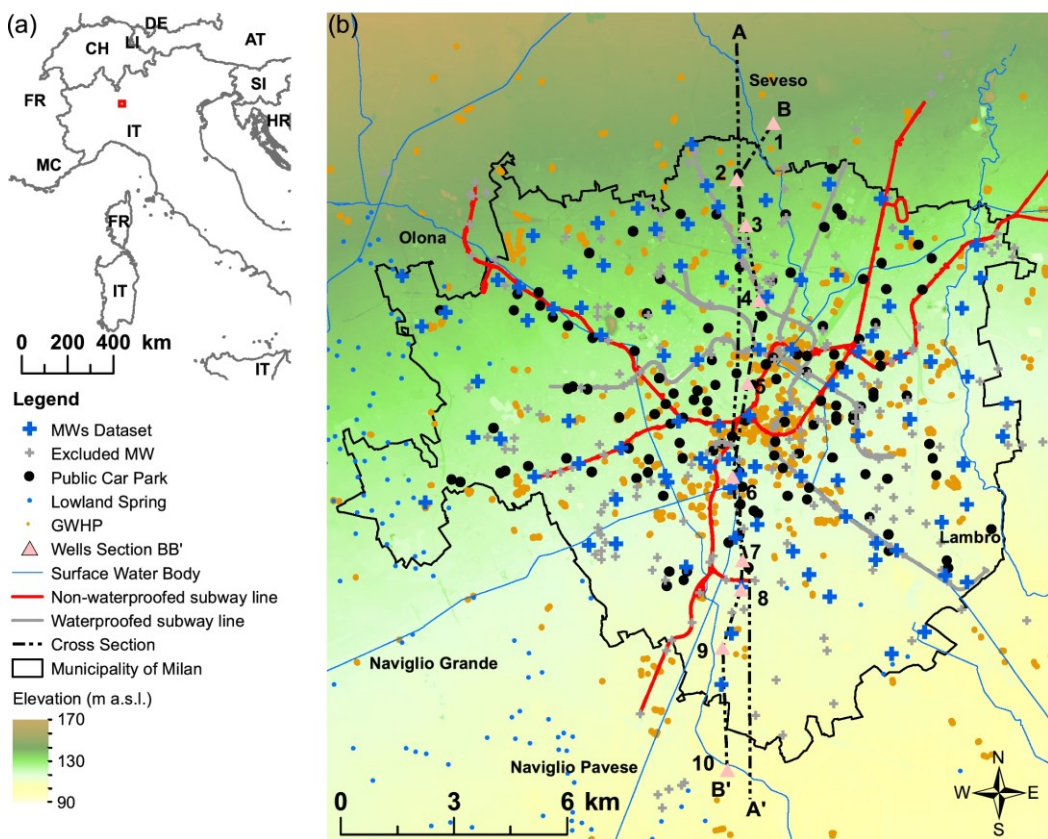 (a)
DE
LI
CH
AT
SI
FR
HR
IT
MC
FR
IT
IT
0 200 400 km
Legend
MWs Dataset
Excluded MW
Public Car Park
Lowland Spring
GWHP
Wells Section BB'
Surface Water Body
Non-waterproofed subway line
Waterproofed subway line
Cross Section
Municipality of Milan
Elevation (m a.s.l.)
170
130
90
(b)
A
Seveso
B
1
2
3
Olona
4
5
6
Lambro
7
8
9
Naviglio Grande
Naviglio Pavese
10
B'
A'
0 3 6 km
N
W E
S